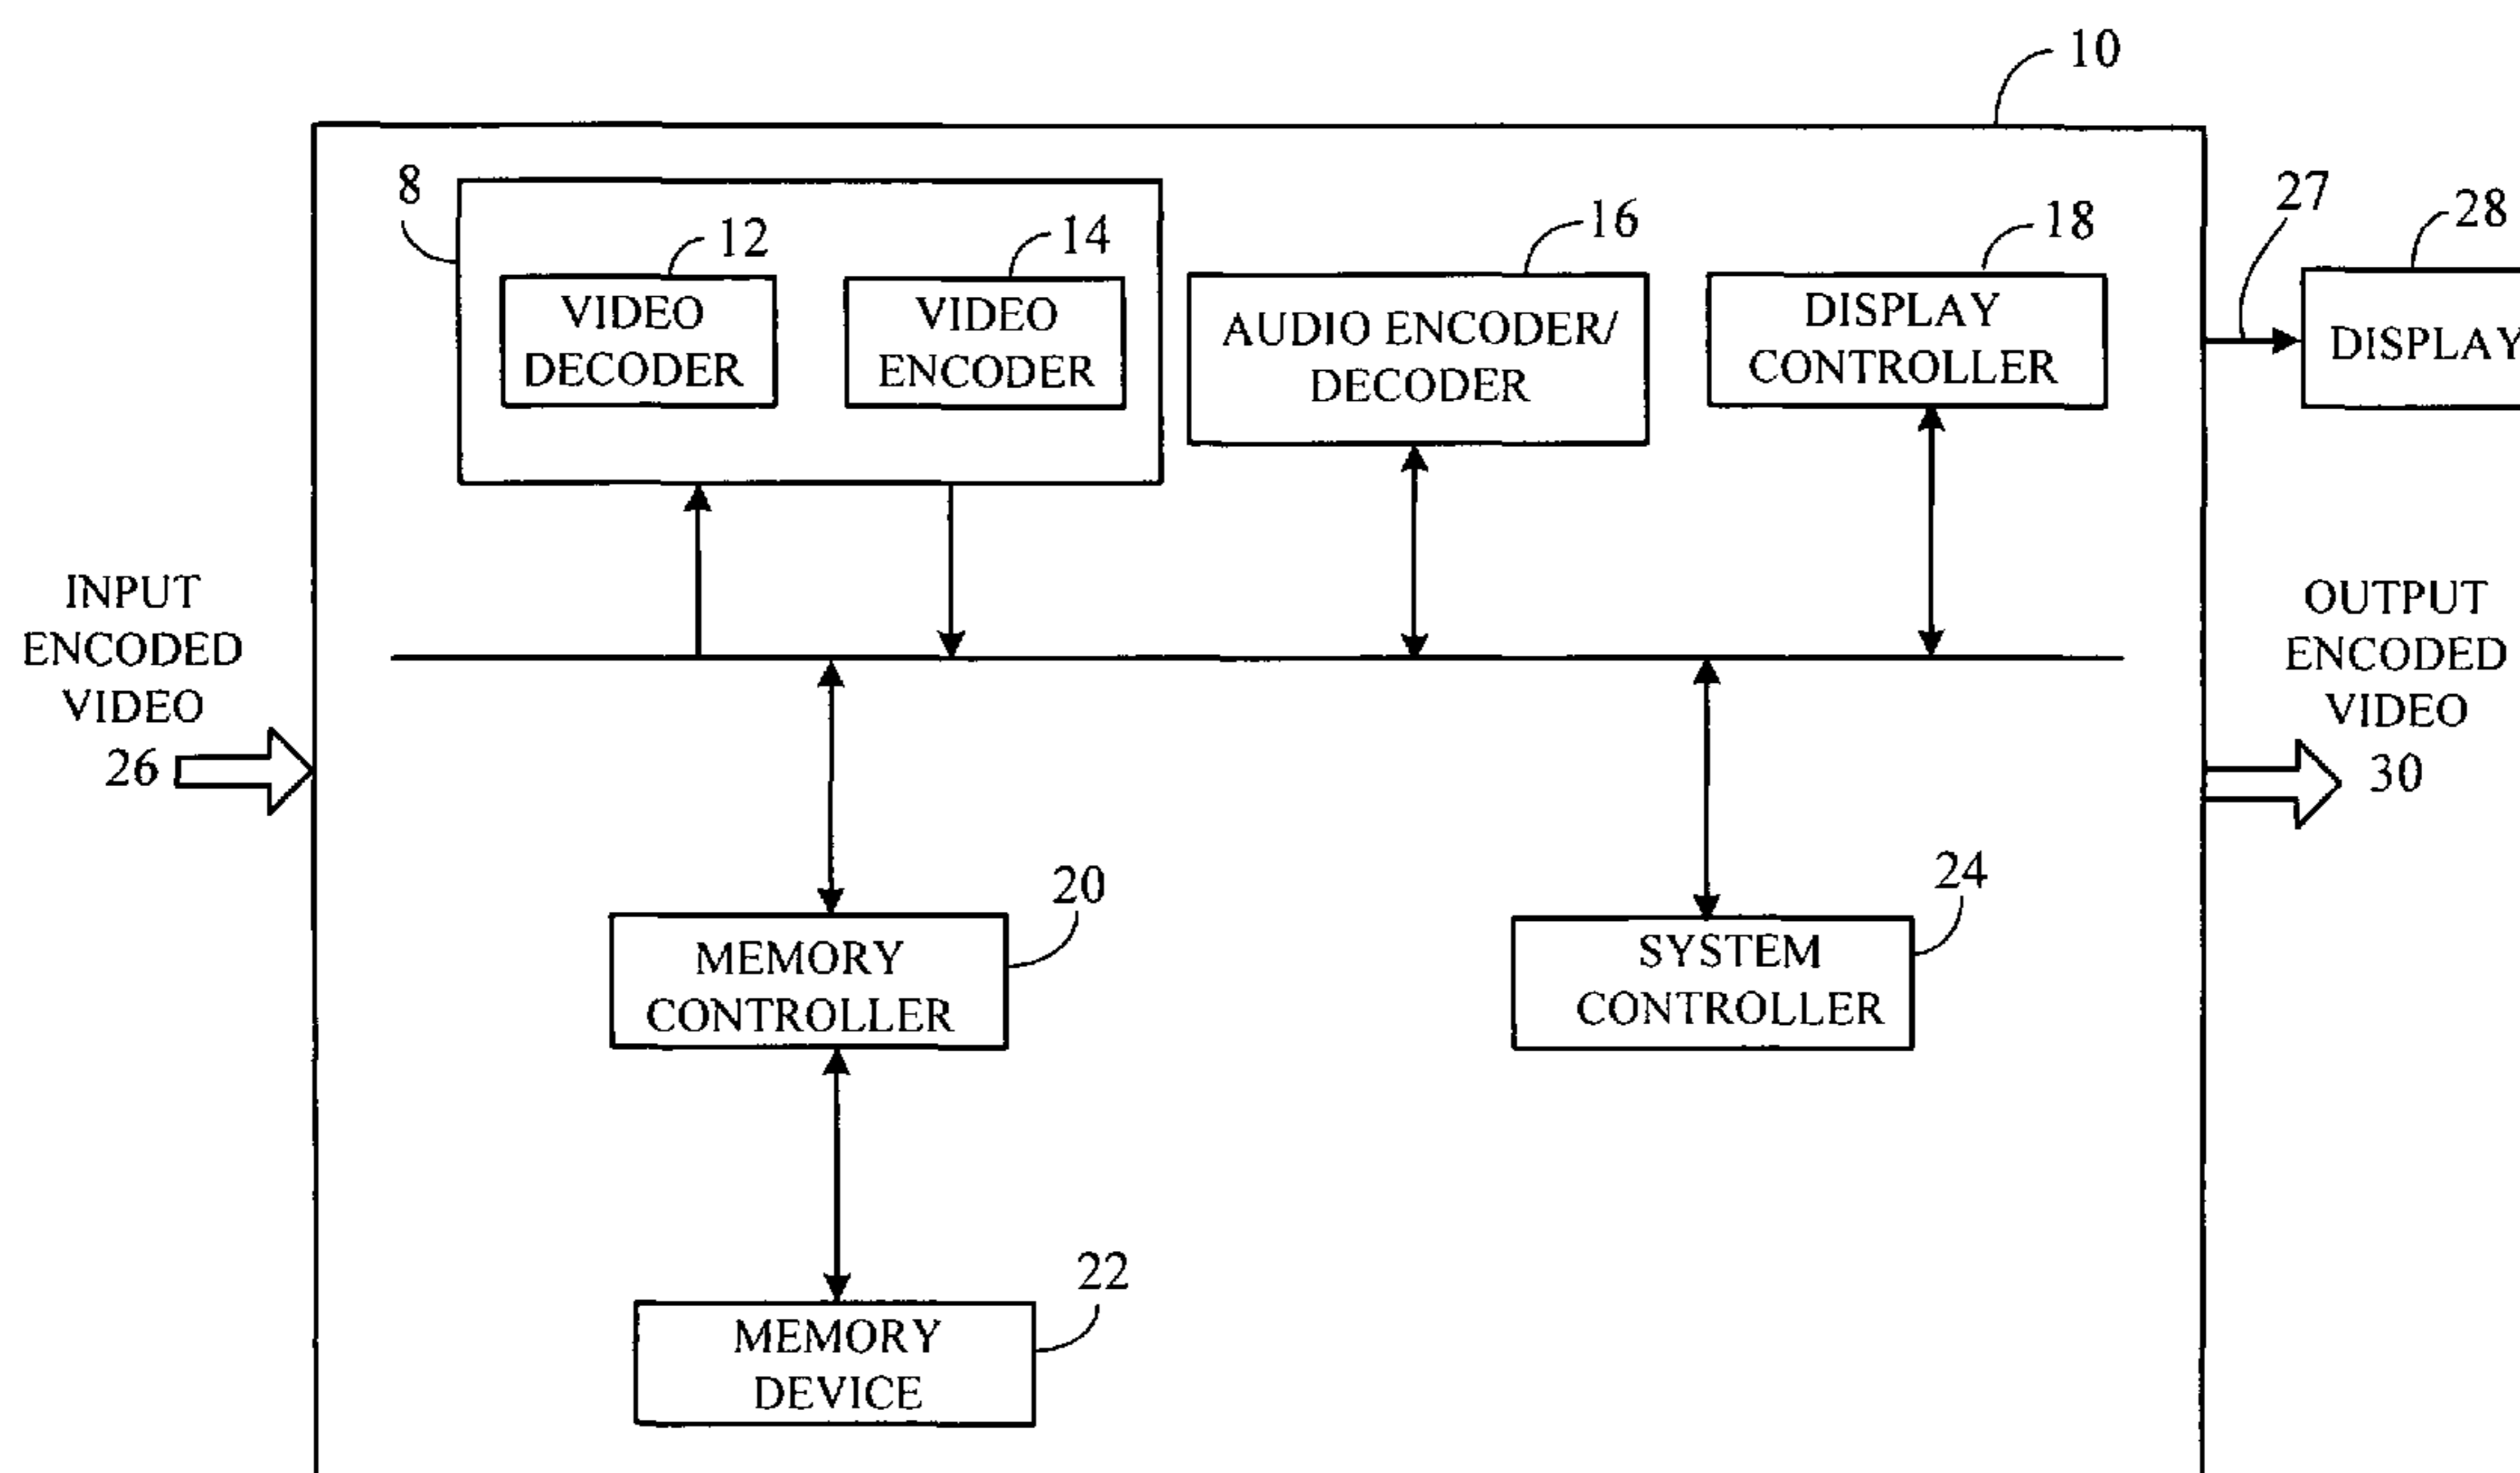 10
8
12
14
16
18
27
28
VIDEO
DECODER
VIDEO
ENCODER
AUDIO ENCODER/
DECODER
DISPLAY
CONTROLLER
DISPLAY
INPUT
ENCODED
VIDEO
26
OUTPUT
ENCODED
VIDEO
30
20
MEMORY
CONTROLLER
24
SYSTEM
CONTROLLER
22
MEMORY
DEVICE